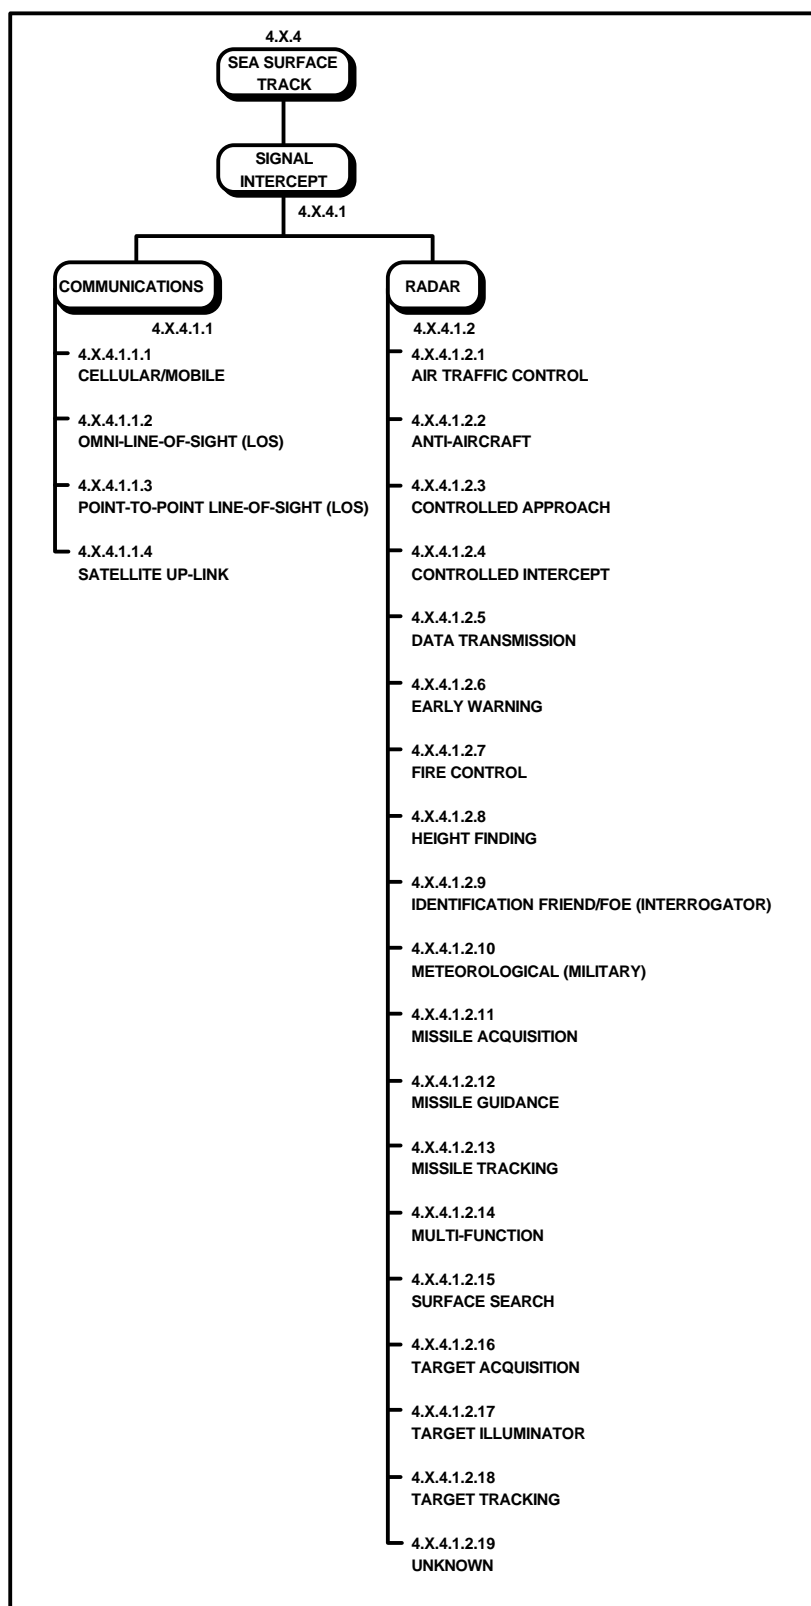 4.X.4
SEA SURFACE
TRACK
SIGNAL
INTERCEPT
4.X.4.1
COMMUNICATIONS
4.X.4.1.1
4.X.4.1.1.1
CELLULAR/MOBILE
4.X.4.1.1.2
OMNI-LINE-OF-SIGHT (LOS)
4.X.4.1.1.3
POINT-TO-POINT LINE-OF-SIGHT (LOS)
4.X.4.1.1.4
SATELLITE UP-LINK
RADAR
4.X.4.1.2
4.X.4.1.2.1
AIR TRAFFIC CONTROL
4.X.4.1.2.2
ANTI-AIRCRAFT
4.X.4.1.2.3
CONTROLLED APPROACH
4.X.4.1.2.4
CONTROLLED INTERCEPT
4.X.4.1.2.5
DATA TRANSMISSION
4.X.4.1.2.6
EARLY WARNING
4.X.4.1.2.7
FIRE CONTROL
4.X.4.1.2.8
HEIGHT FINDING
4.X.4.1.2.9
IDENTIFICATION FRIEND/FOE (INTERROGATOR)
4.X.4.1.2.10
METEOROLOGICAL (MILITARY)
4.X.4.1.2.11
MISSILE ACQUISITION
4.X.4.1.2.12
MISSILE GUIDANCE
4.X.4.1.2.13
MISSILE TRACKING
4.X.4.1.2.14
MULTI-FUNCTION
4.X.4.1.2.15
SURFACE SEARCH
4.X.4.1.2.16
TARGET ACQUISITION
4.X.4.1.2.17
TARGET ILLUMINATOR
4.X.4.1.2.18
TARGET TRACKING
4.X.4.1.2.19
UNKNOWN